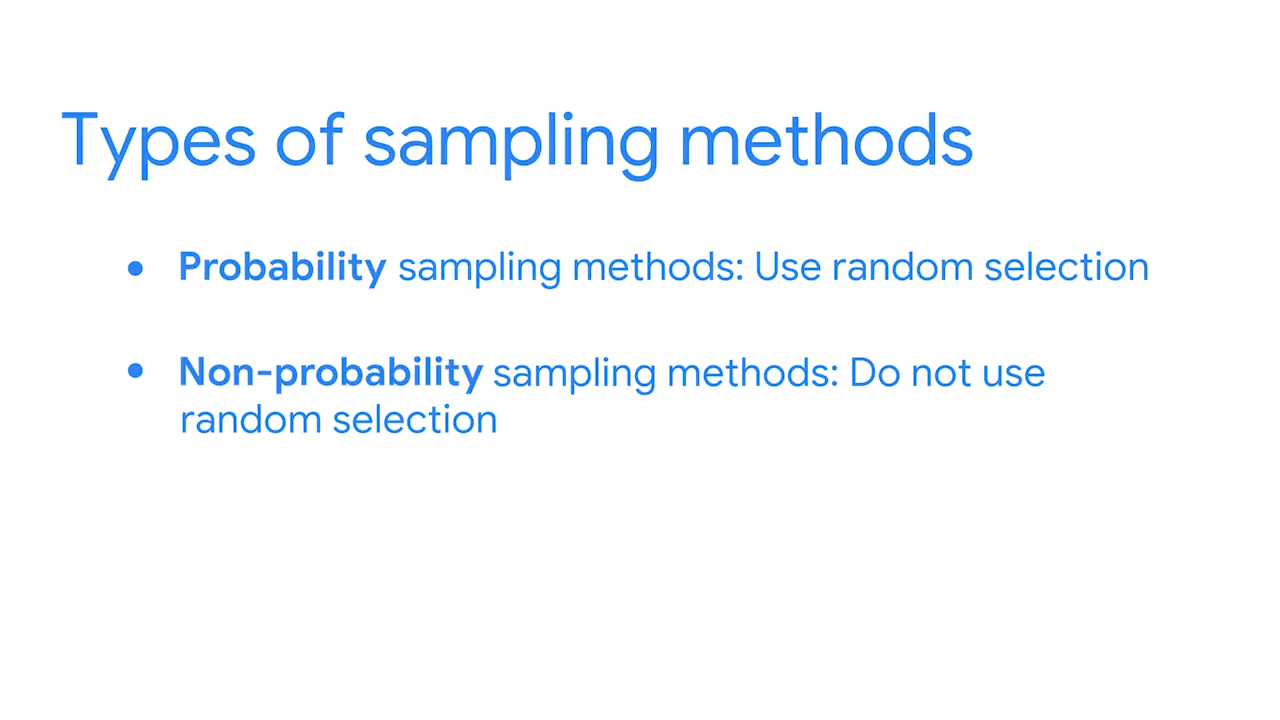 Types of sampling methods
• Probability sampling methods: Use random selection
• Non-probability sampling methods: Do not use
random selection